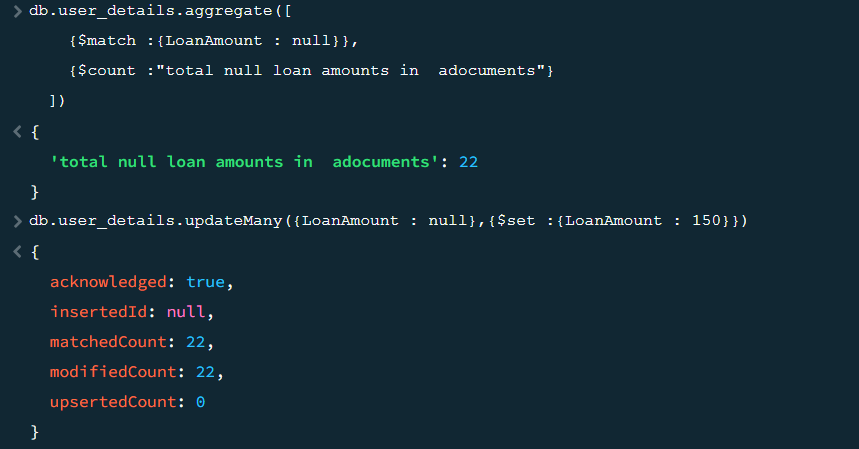 > db.user_details.aggregate([
{$match :{LoanAmount : null}},
{$count :"total null loan amounts in  adocuments"}
])
< {
'total null loan amounts in  adocuments': 22
}
> db.user_details.updateMany({LoanAmount : null},{$set :{LoanAmount : 150}})
< {
acknowledged: true,
insertedId: null,
matchedCount: 22,
modifiedCount: 22,
upsertedCount: 0
}